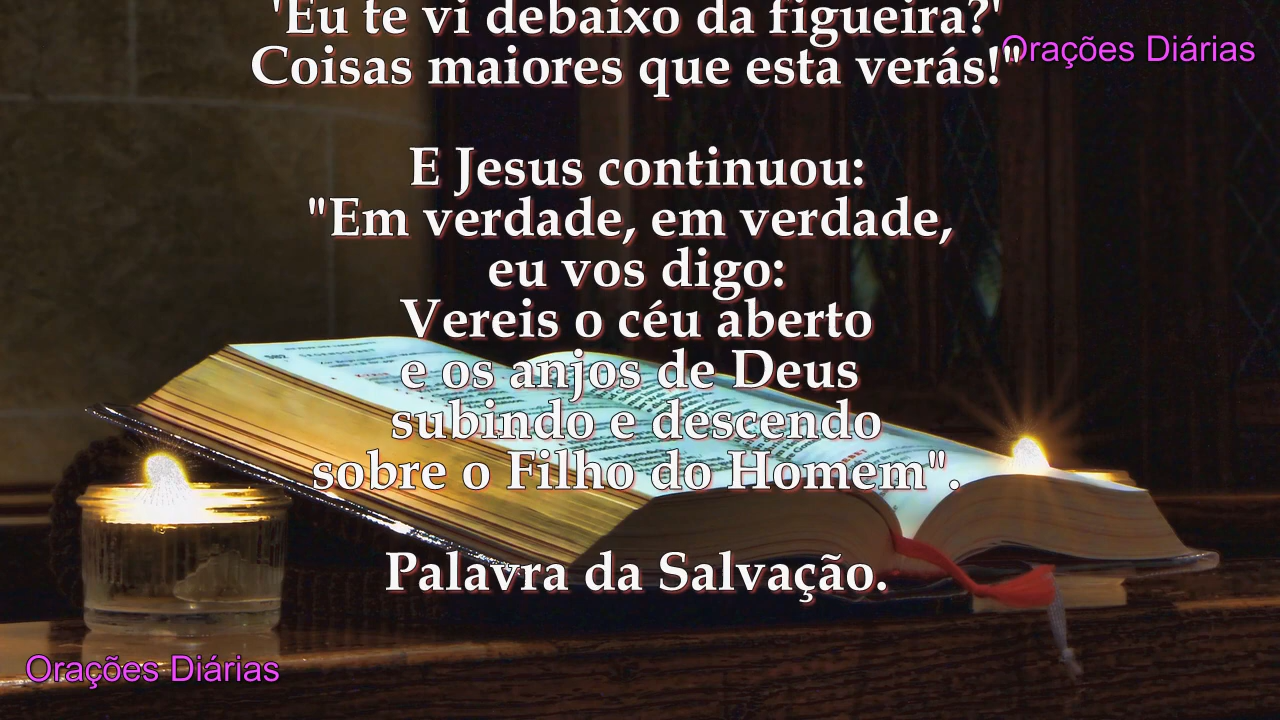 'Eu te vi debaixo da figueira?'
Coisas maiores que esta verás!"
Orações Diárias
E Jesus continuou:
"Em verdade, em verdade,
eu vos digo:
Vereis o céu aberto
e os anjos de Deus
subindo e descendo
sobre o Filho do Homem".
Palavra da Salvação.
Orações Diárias